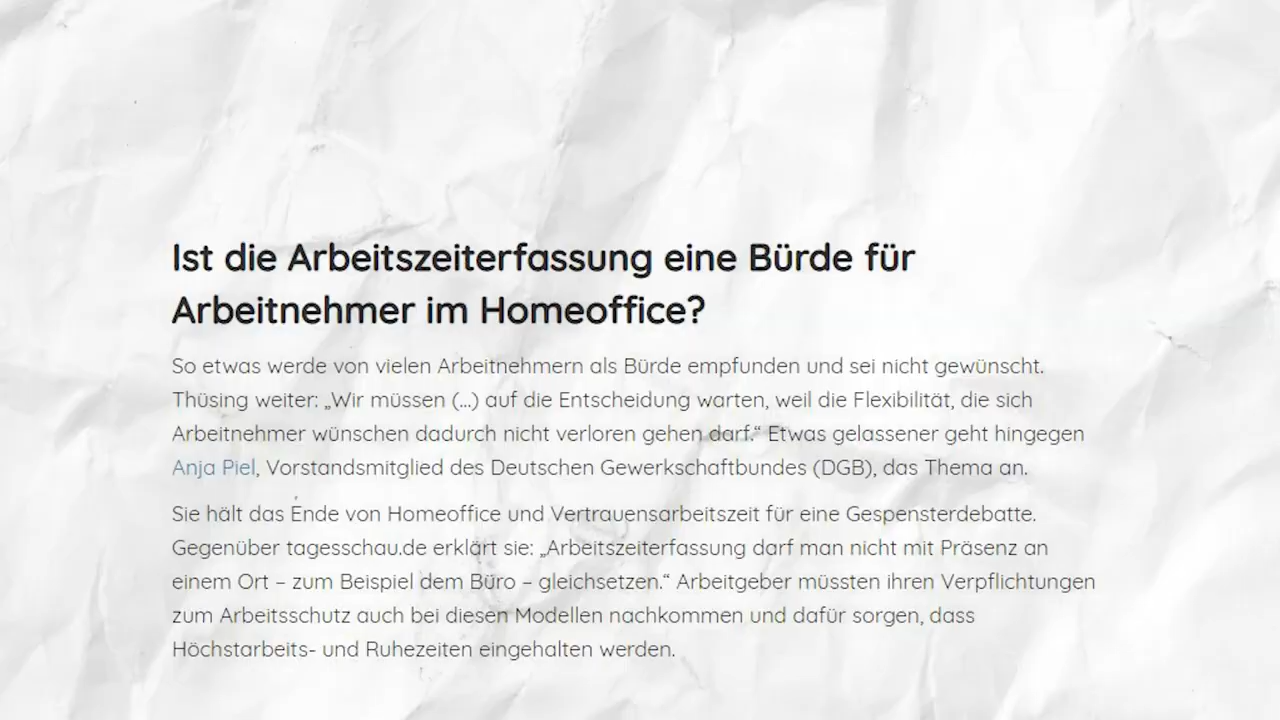 Ist die Arbeitszeiterfassung eine Bürde für
Arbeitnehmer im Homeoffice?
So etwas werde von vielen Arbeitnehmern als Bürde empfunden und sei nicht gewünscht.
Thüsing weiter: „Wir müssen (...) auf die Entscheidung warten, weil die Flexibilität, die sich
Arbeitnehmer wünschen dadurch nicht verloren gehen darf.“ Etwas gelassener geht hingegen
Anja Piel, Vorstandsmitglied des Deutschen Gewerkschaftbundes (DGB), das Thema an.
Sie hält das Ende von Homeoffice und Vertrauensarbeitszeit für eine Gespensterdebatte.
Gegenüber tagesschau.de erklärt sie: „Arbeitszeiterfassung darf man nicht mit Präsenz an
einem Ort – zum Beispiel dem Büro – gleichsetzen.“ Arbeitgeber müssten ihren Verpflichtungen
zum Arbeitsschutz auch bei diesen Modellen nachkommen und dafür sorgen, dass
Höchstarbeits- und Ruhezeiten eingehalten werden.